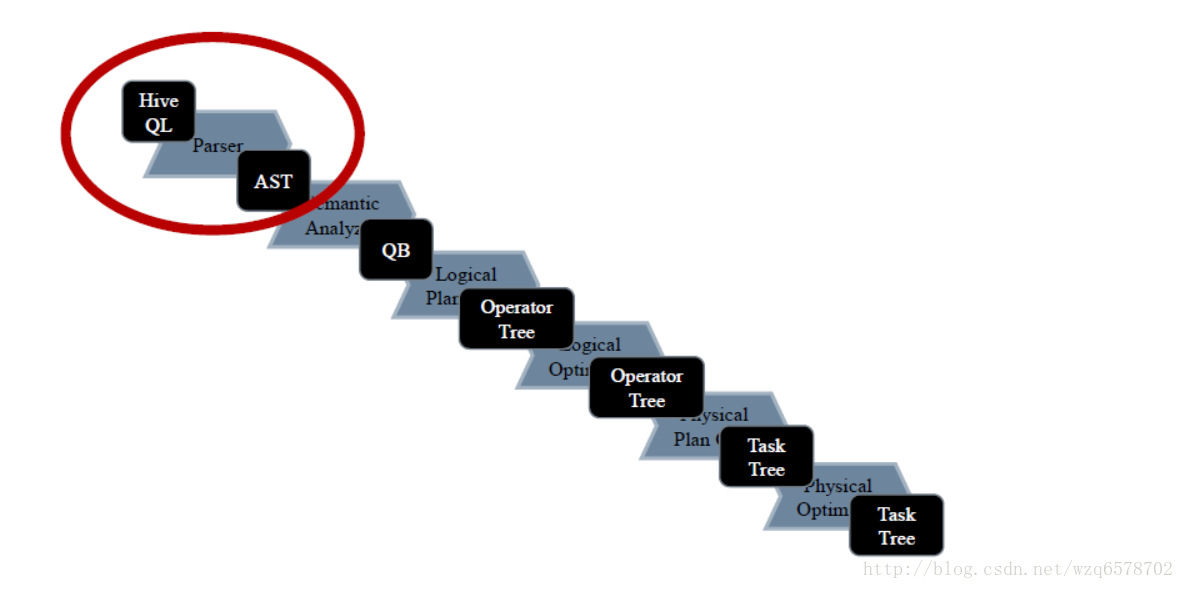 Hive
QL
Parser
AST
Analyz
QB
Logical
Plan
Operator
Tree
Logical
Optim
Operator
Tree
Physical
Plan
Task
Tree
Physical
Optim
Task
Tree
http://blog.csdn.net/wzq6578702